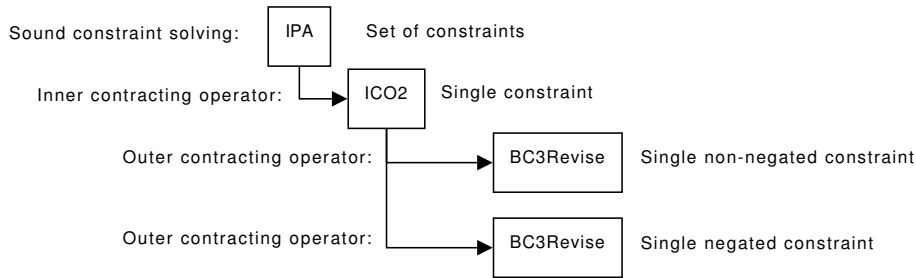 Sound constraint solving: IPA Set of constraints
Inner contracting operator: ICO2 Single constraint
Outer contracting operator: BC3Revise Single non-negated constraint
Outer contracting operator: BC3Revise Single negated constraint